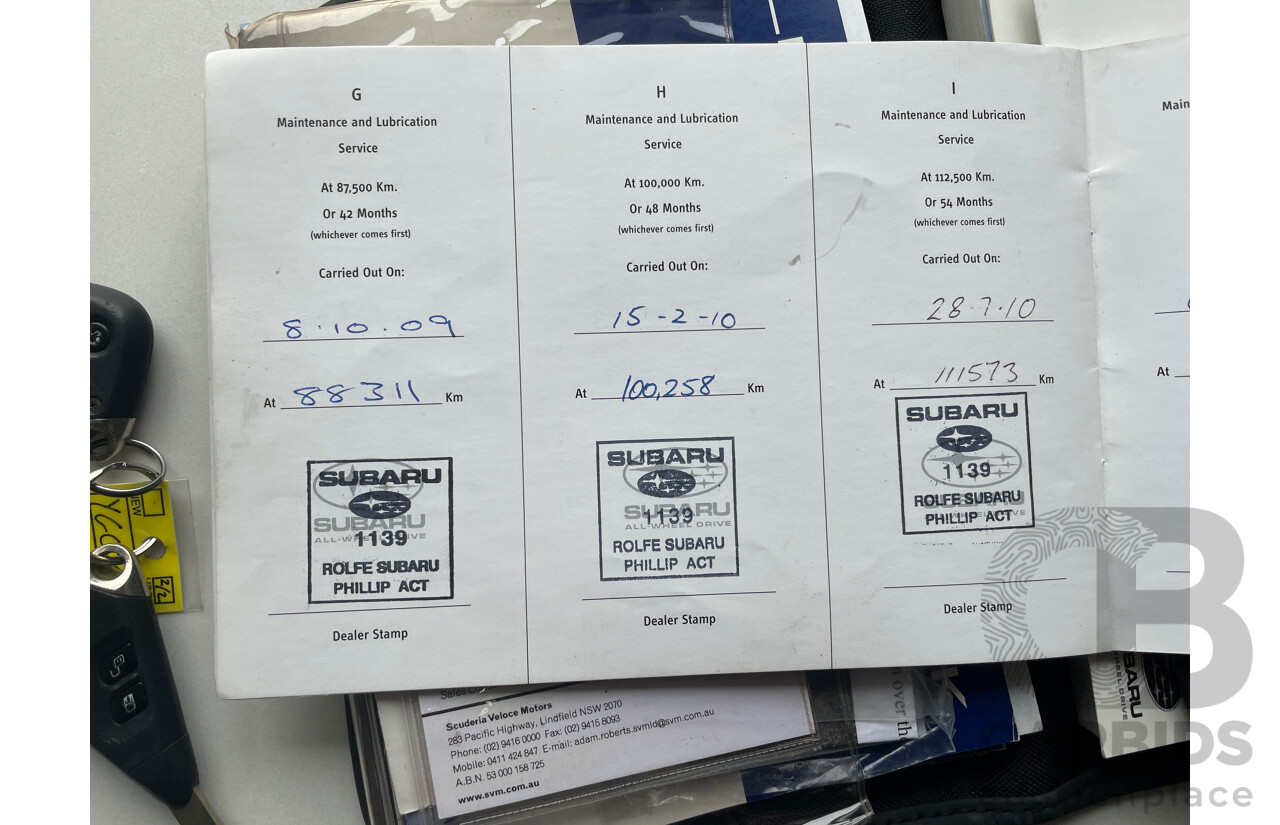 G
Maintenance and Lubrication
Service
At 87,500 Km.
Or 42 Months
(whichever comes first)
Carried Out On:
8.10.09
At 88311 Km
SUBARU
SUBARU
1139
ROLFE SUBARU
PHILLIP ACT
Dealer Stamp
H
Maintenance and Lubrication
Service
At 100,000 Km.
Or 48 Months
(whichever comes first)
Carried Out On:
15-2-10
At 100,258 Km
SUBARU
SUBARU
1139
ALL-WHEEL DRIVE
ROLFE SUBARU
PHILLIP ACT
Dealer Stamp
I
Maintenance and Lubrication
Service
At 112,500 Km.
Or 54 Months
(whichever comes first)
Carried Out On:
28.7.10
At 111573 Km
SUBARU
1139
ROLFE SUBARU
PHILLIP ACT
Dealer Stamp
Main
At
Scuderia Veloce Motors
283 Pacific Highway, Lindfield NSW 2070
Phone: (02) 9416 0000 Fax: (02) 9415 8093
Mobile: 0411 424 847 E-mail: adam.roberts.svmld@svm.com.au
A.B.N. 53 000 158 725
www.svm.com.au
over the